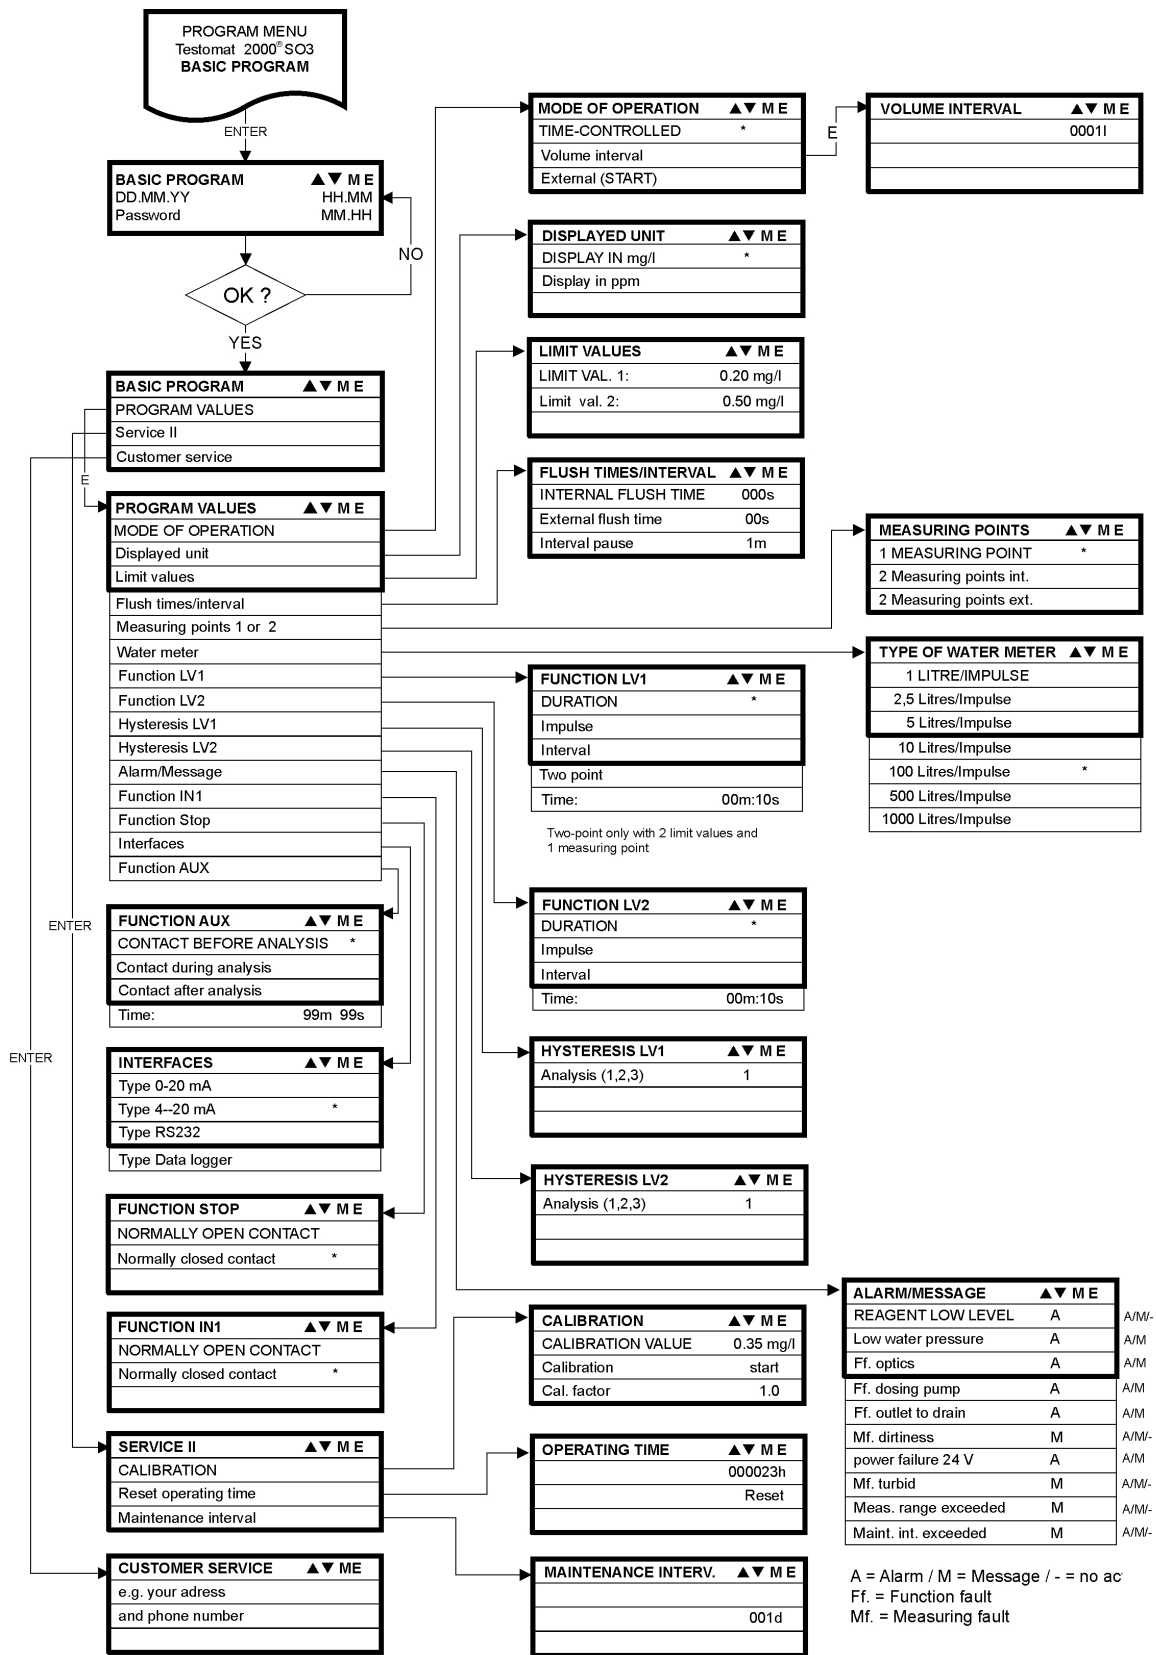 PROGRAM MENU
Testomat 2000® SO3
BASIC PROGRAM
ENTER
BASIC PROGRAM ▲▼ M E
DD.MM.YY HH.MM
Password MM.HH
NO
OK ?
YES
BASIC PROGRAM ▲▼ M E
PROGRAM VALUES
Service II
Customer service
E
PROGRAM VALUES ▲▼ M E
MODE OF OPERATION
Displayed unit
Limit values
Flush times/interval
Measuring points 1 or 2
Water meter
Function LV1
Function LV2
Hysteresis LV1
Hysteresis LV2
Alarm/Message
Function IN1
Function Stop
Interfaces
Function AUX
ENTER
FUNCTION AUX ▲▼ M E
CONTACT BEFORE ANALYSIS *
Contact during analysis
Contact after analysis
Time: 99m 99s
ENTER
INTERFACES ▲▼ M E
Type 0-20 mA
Type 4--20 mA *
Type RS232
Type Data logger
FUNCTION STOP ▲▼ M E
NORMALLY OPEN CONTACT
Normally closed contact *
FUNCTION IN1 ▲▼ M E
NORMALLY OPEN CONTACT
Normally closed contact *
SERVICE II ▲▼ M E
CALIBRATION
Reset operating time
Maintenance interval
CUSTOMER SERVICE ▲▼ ME
e.g. your adress
and phone number
MODE OF OPERATION ▲▼ M E
TIME-CONTROLLED *
Volume interval
External (START)
E
VOLUME INTERVAL ▲▼ M E
0001l
DISPLAYED UNIT ▲▼ M E
DISPLAY IN mg/l *
Display in ppm
LIMIT VALUES ▲▼ M E
LIMIT VAL. 1: 0.20 mg/l
Limit val. 2: 0.50 mg/l
FLUSH TIMES/INTERVAL ▲▼ M E
INTERNAL FLUSH TIME 000s
External flush time 00s
Interval pause 1m
MEASURING POINTS ▲▼ M E
1 MEASURING POINT *
2 Measuring points int.
2 Measuring points ext.
TYPE OF WATER METER ▲▼ M E
1 LITRE/IMPULSE
2,5 Litres/Impulse
5 Litres/Impulse
10 Litres/Impulse
100 Litres/Impulse *
500 Litres/Impulse
1000 Litres/Impulse
FUNCTION LV1 ▲▼ M E
DURATION *
Impulse
Interval
Two point
Time: 00m:10s
Two-point only with 2 limit values and
1 measuring point
FUNCTION LV2 ▲▼ M E
DURATION *
Impulse
Interval
Time: 00m:10s
HYSTERESIS LV1 ▲▼ M E
Analysis (1,2,3) 1
HYSTERESIS LV2 ▲▼ M E
Analysis (1,2,3) 1
CALIBRATION ▲▼ M E
CALIBRATION VALUE 0.35 mg/l
Calibration start
Cal. factor 1.0
OPERATING TIME ▲▼ M E
000023h
Reset
MAINTENANCE INTERV. ▲▼ M E
001d
ALARM/MESSAGE ▲▼ M E
REAGENT LOW LEVEL A A/M/-
Low water pressure A A/M
Ff. optics A A/M
Ff. dosing pump A A/M
Ff. outlet to drain A A/M
Mf. dirtiness M A/M/-
power failure 24 V A A/M
Mf. turbid M A/M/-
Meas. range exceeded M A/M/-
Maint. int. exceeded M A/M/-
A = Alarm / M = Message / - = no ac
Ff. = Function fault
Mf. = Measuring fault